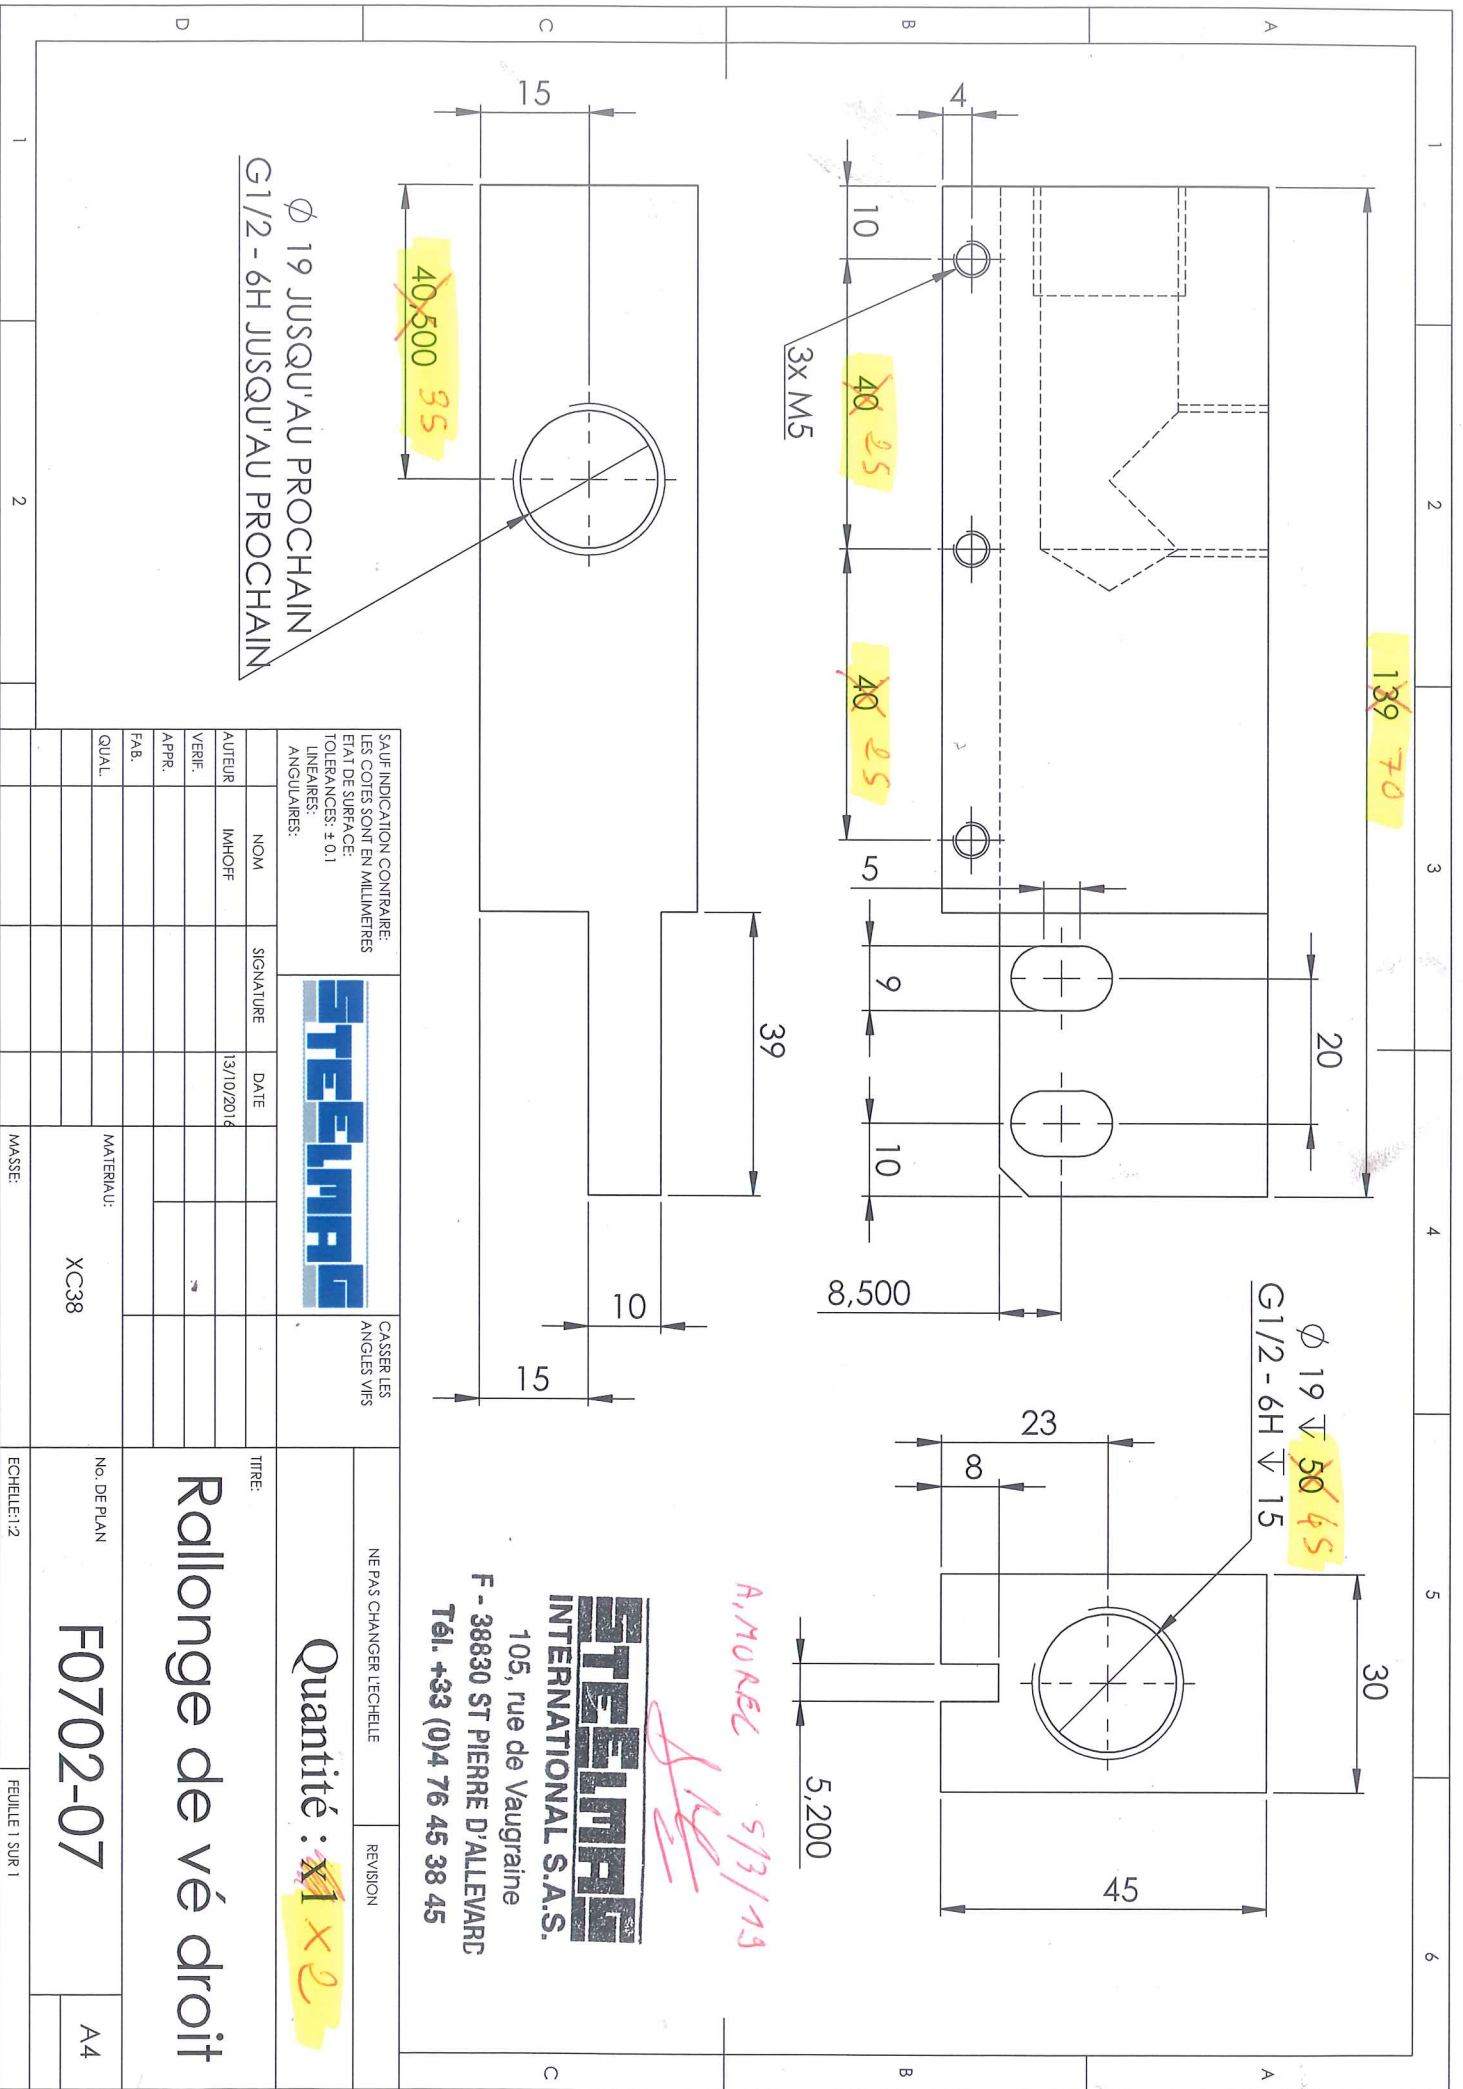 1
2
3
4
5
6
A
B
C
D
A
B
C
1
2
139 70
20
4
10
40 25
40 25
3x M5
5
9
10
8,500
Ø 19 ↧ 50 45
G1/2 - 6H ↧ 15
30
23
8
45
5,200
15
40,500 35
39
10
15
Ø 19 JUSQU'AU PROCHAIN
G1/2 - 6H JUSQU'AU PROCHAIN
A. MOREL 5/3/19
STEELMAG
INTERNATIONAL S.A.S.
105, rue de Vaugraine
F - 38830 ST PIERRE D'ALLEVARD
Tél. +33 (0)4 76 45 38 45
SAUF INDICATION CONTRAIRE:
LES COTES SONT EN MILLIMETRES
ETAT DE SURFACE:
TOLERANCES: ± 0.1
LINEAIRES:
ANGULAIRES:
STEELMAG
CASSER LES
ANGLES VIFS
NE PAS CHANGER L'ECHELLE
REVISION
Quantité : x1 x 2
NOM
SIGNATURE
DATE
AUTEUR
IMHOFF
13/10/2016
VERIF.
APPR.
FAB.
QUAL.
TITRE:
Rallonge de vé droit
MATERIAU:
XC38
No. DE PLAN
F0702-07
A4
MASSE:
ECHELLE:1:2
FEUILLE 1 SUR 1